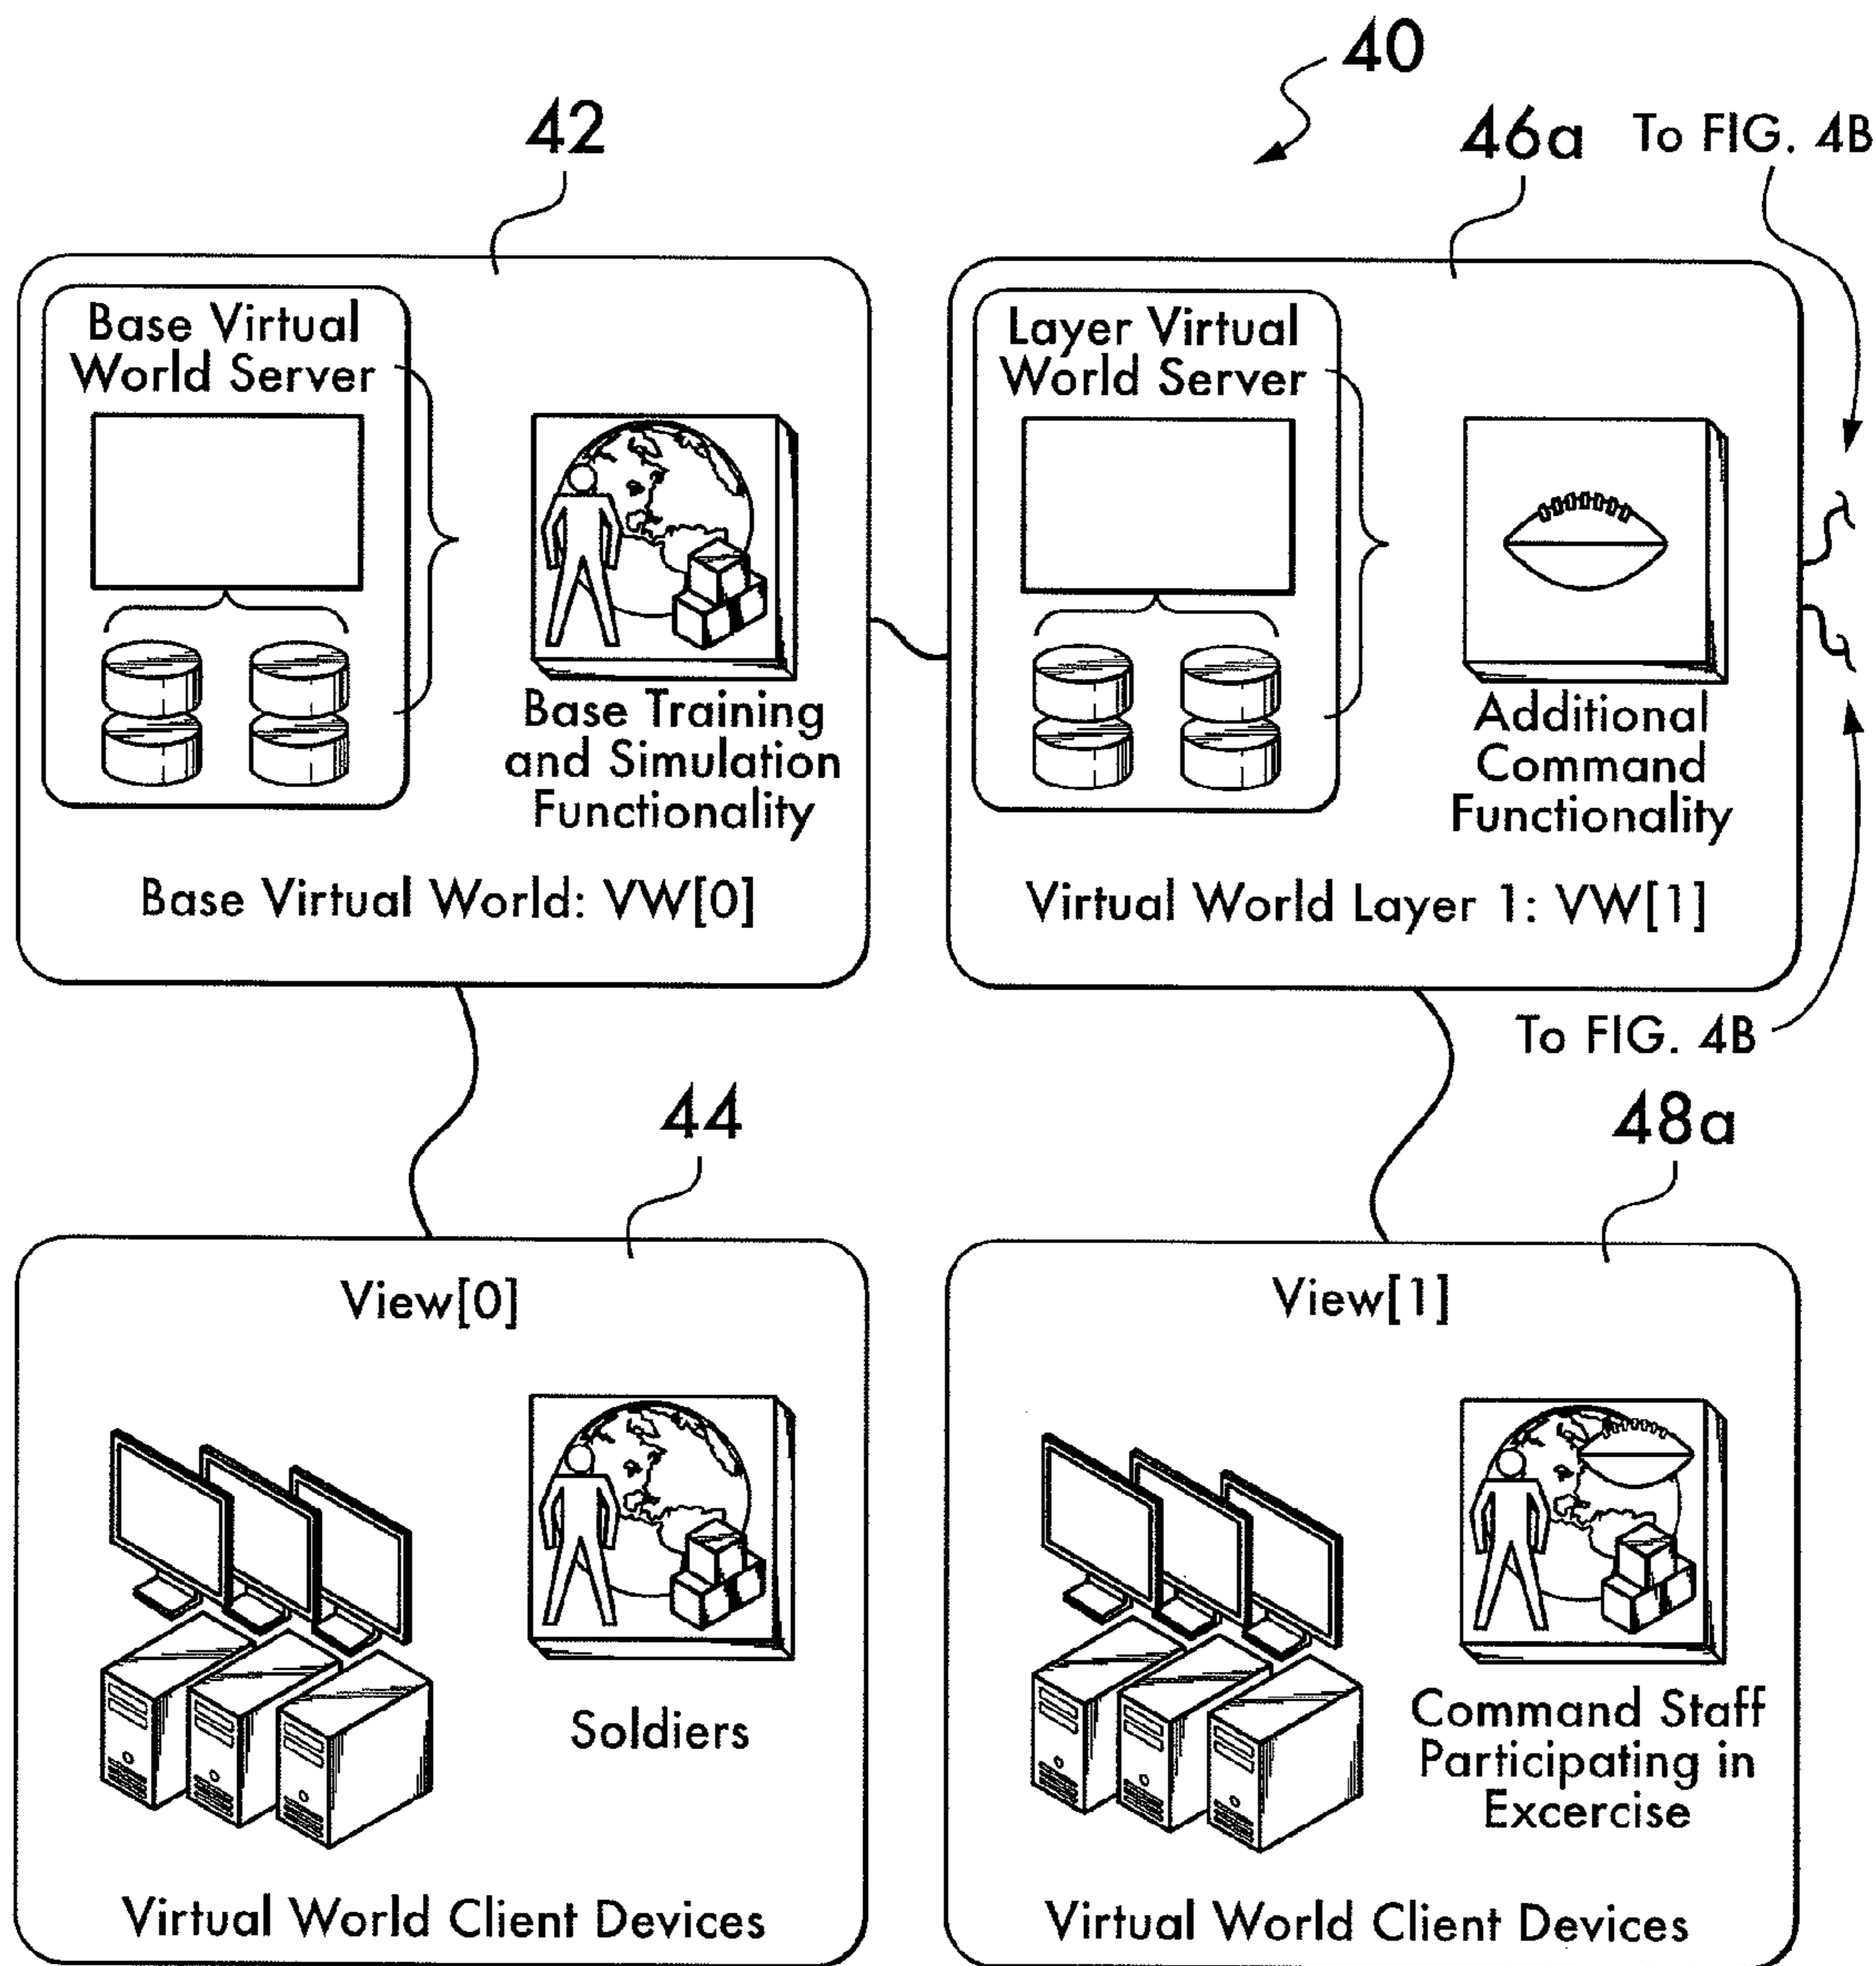 40
42
46a
To FIG. 4B
Base Virtual
World Server
Base Training
and Simulation
Functionality
Base Virtual World: VW[0]
Layer Virtual
World Server
Additional
Command
Functionality
Virtual World Layer 1: VW[1]
To FIG. 4B
44
48a
View[0]
Soldiers
Virtual World Client Devices
View[1]
Command Staff
Participating in
Excercise
Virtual World Client Devices